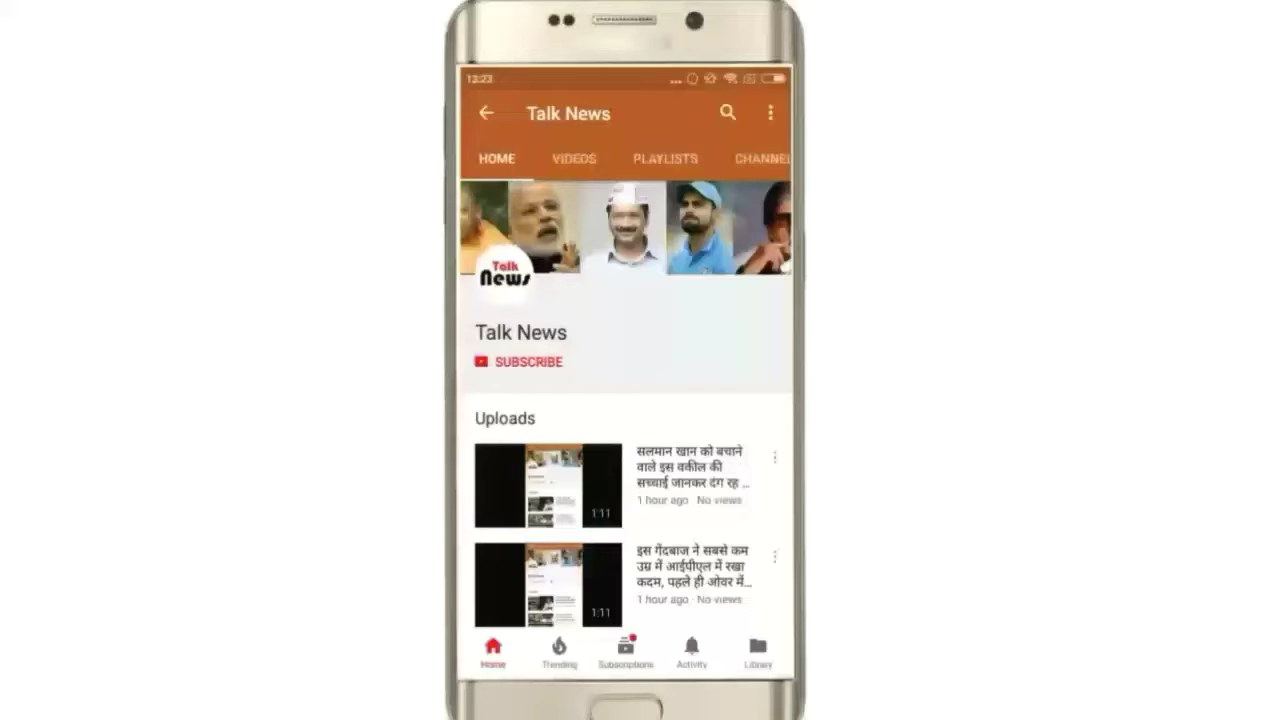 12:23
Talk News
HOME VIDEOS PLAYLISTS CHANNEL
Talk
News
Talk News
SUBSCRIBE
Uploads
सलमान खान को बचाने
वाले इस वकील की
सच्चाई जानकर दंग रह ...
1 hour ago · No views
1:11
इस गेंदबाज ने सबसे कम
उम्र में आईपीएल में रखा
कदम, पहले ही ओवर में...
1 hour ago · No views
1:11
Home Trending Subscriptions Activity Library